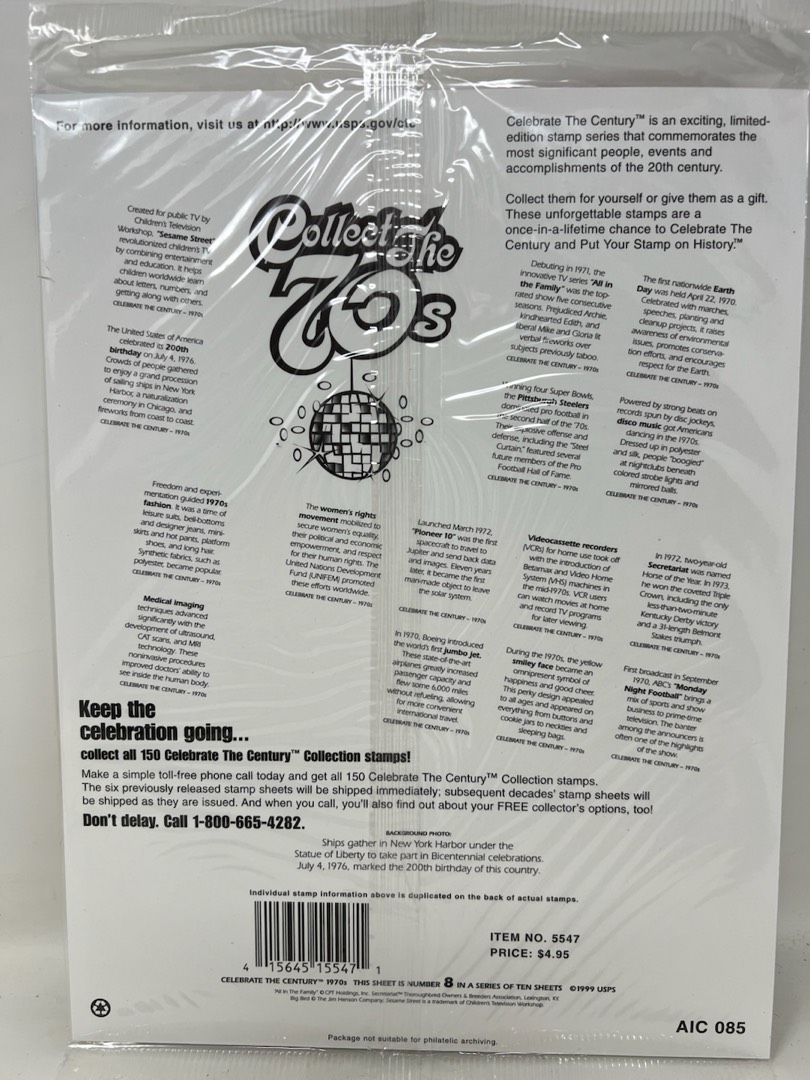 For more information, visit us at http://www.usps.gov/ctc
Celebrate The Century™ is an exciting, limited-
edition stamp series that commemorates the
most significant people, events and
accomplishments of the 20th century.
Collect them for yourself or give them as a gift.
These unforgettable stamps are a
once-in-a-lifetime chance to Celebrate The
Century and Put Your Stamp on History.™
Collect The
70s
Created for public TV by
Children's Television
Workshop, "Sesame Street"
revolutionized children's TV
by combining entertainment
and education. It helps
children worldwide learn
about letters, numbers, and
getting along with others.
CELEBRATE THE CENTURY – 1970s
Debuting in 1971, the
innovative TV series "All in
the Family" was the top-
rated show five consecutive
seasons. Prejudiced Archie,
kindhearted Edith, and
liberal Mike and Gloria lit
verbal fireworks over
subjects previously taboo.
CELEBRATE THE CENTURY – 1970s
The first nationwide Earth
Day was held April 22, 1970.
Celebrated with marches,
speeches, planting and
cleanup projects, it raises
awareness of environmental
issues, promotes conserva-
tion efforts, and encourages
respect for the Earth.
CELEBRATE THE CENTURY – 1970s
The United States of America
celebrated its 200th
birthday on July 4, 1976.
Crowds of people gathered
to enjoy a grand procession
of sailing ships in New York
Harbor, a naturalization
ceremony in Chicago, and
fireworks from coast to coast.
CELEBRATE THE CENTURY – 1970s
Winning four Super Bowls,
the Pittsburgh Steelers
dominated pro football in
the second half of the '70s.
Their explosive offense and
defense, including the "Steel
Curtain," featured several
future members of the Pro
Football Hall of Fame.
CELEBRATE THE CENTURY – 1970s
Powered by strong beats on
records spun by disc jockeys,
disco music got Americans
dancing in the 1970s.
Dressed up in polyester
and silk, people "boogied"
at nightclubs beneath
colored strobe lights and
mirrored balls.
CELEBRATE THE CENTURY – 1970s
Freedom and experi-
mentation guided 1970s
fashion. It was a time of
leisure suits, bell-bottoms
and designer jeans, mini-
skirts and hot pants, platform
shoes, and long hair.
Synthetic fabrics, such as
polyester, became popular.
CELEBRATE THE CENTURY – 1970s
The women's rights
movement mobilized to
secure women's equality,
their political and economic
empowerment, and respect
for their human rights. The
United Nations Development
Fund (UNIFEM) promoted
these efforts worldwide.
CELEBRATE THE CENTURY – 1970s
Launched March 1972,
"Pioneer 10" was the first
spacecraft to travel to
Jupiter and send back data
and images. Eleven years
later, it became the first
man-made object to leave
the solar system.
CELEBRATE THE CENTURY – 1970s
Videocassette recorders
(VCRs) for home use took off
with the introduction of
Betamax and Video Home
System (VHS) machines in
the mid-1970s. VCR users
can watch movies at home
and record TV programs
for later viewing.
CELEBRATE THE CENTURY – 1970s
In 1972, two-year-old
Secretariat was named
Horse of the Year. In 1973,
he won the coveted Triple
Crown, including the only
less-than-two-minute
Kentucky Derby victory
and a 31-length Belmont
Stakes triumph.
CELEBRATE THE CENTURY – 1970s
Medical imaging
techniques advanced
significantly with the
development of ultrasound,
CAT scans, and MRI
technology. These
noninvasive procedures
improved doctors' ability to
see inside the human body.
CELEBRATE THE CENTURY – 1970s
In 1970, Boeing introduced
the world's first jumbo jet.
These state-of-the-art
airplanes greatly increased
passenger capacity and
flew some 6,000 miles
without refueling, allowing
for more convenient
international travel.
CELEBRATE THE CENTURY – 1970s
During the 1970s, the yellow
smiley face became an
omnipresent symbol of
happiness and good cheer.
This perky design appealed
to all ages and appeared on
everything from buttons and
cookie jars to neckties and
sleeping bags.
CELEBRATE THE CENTURY – 1970s
First broadcast in September
1970, ABC's "Monday
Night Football" brings a
mix of sports and show
business to prime-time
television. The banter
among the announcers is
often one of the highlights
of the show.
CELEBRATE THE CENTURY – 1970s
Keep the
celebration going...
collect all 150 Celebrate The Century™ Collection stamps!
Make a simple toll-free phone call today and get all 150 Celebrate The Century™ Collection stamps.
The six previously released stamp sheets will be shipped immediately; subsequent decades' stamp sheets will
be shipped as they are issued. And when you call, you'll also find out about your FREE collector's options, too!
Don't delay. Call 1-800-665-4282.
BACKGROUND PHOTO:
Ships gather in New York Harbor under the
Statue of Liberty to take part in Bicentennial celebrations.
July 4, 1976, marked the 200th birthday of this country.
Individual stamp information above is duplicated on the back of actual stamps.
4 15645 15547 1
ITEM NO. 5547
PRICE: $4.95
CELEBRATE THE CENTURY™ 1970s THIS SHEET IS NUMBER 8 IN A SERIES OF TEN SHEETS ©1999 USPS
"All In The Family" © CPT Holdings, Inc. Secretariat™ Thoroughbred Owners & Breeders Association, Lexington, KY.
Big Bird © The Jim Henson Company. Sesame Street is a trademark of Children's Television Workshop.
AIC 085
Package not suitable for philatelic archiving.